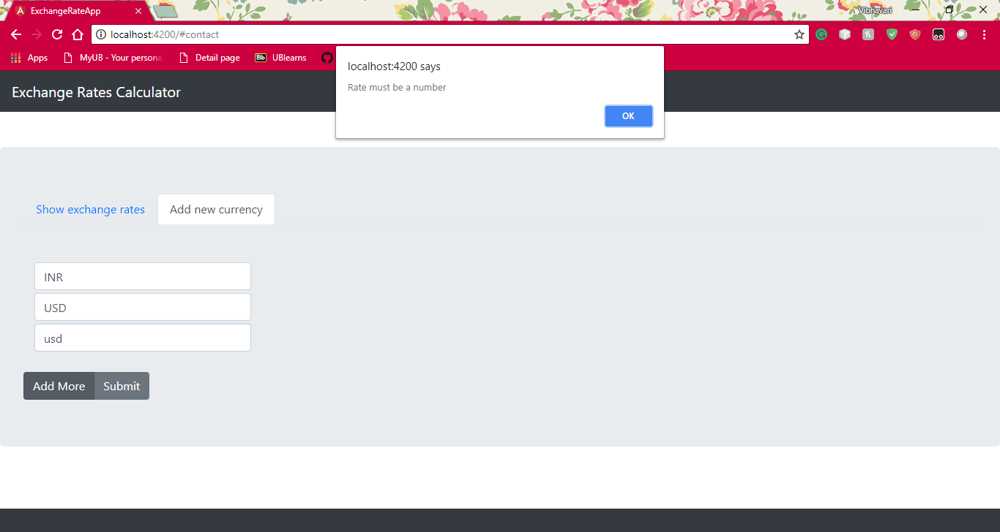 ExchangeRateApp
Vibhavari
localhost:4200/#contact
Apps
MyUB - Your persona
Detail page
Bb UBlearns
localhost:4200 says
Rate must be a number
OK
Exchange Rates Calculator
Show exchange rates
Add new currency
INR
USD
usd
Add More
Submit